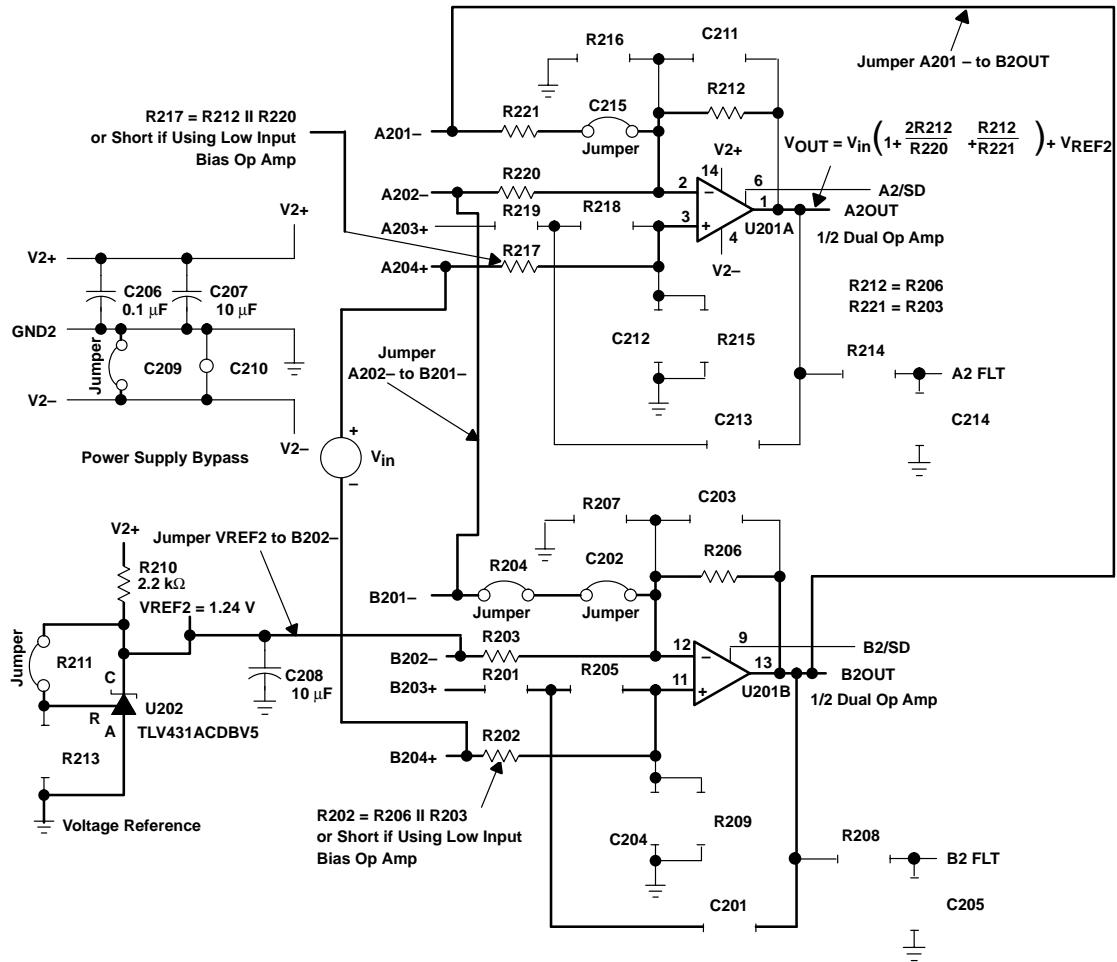 R216
C211
Jumper A201 – to B2OUT
R217 = R212 II R220
or Short if Using Low Input
Bias Op Amp
R221
C215
R212
A201–
Jumper
V2+
VOUT = Vin(1+ 2R212/R220 + R212/R221) + VREF2
14
R220
A202–
2
–
6
A2/SD
1
A2OUT
R219
R218
A203+
3
+
U201A
1/2 Dual Op Amp
4
R217
A204+
V2–
V2+
V2+
C206
0.1 µF
C207
10 µF
R212 = R206
R221 = R203
GND2
Jumper
C209
C210
Jumper
A202– to B201–
C212
R215
R214
A2 FLT
V2–
V2–
C213
C214
+
Vin
–
Power Supply Bypass
R207
C203
V2+
Jumper VREF2 to B202–
R210
2.2 kΩ
R204
C202
R206
B201–
Jumper
Jumper
VREF2 = 1.24 V
R203
12
–
9
B2/SD
Jumper
R211
B202–
13
B2OUT
C
C208
10 µF
R201
R205
B203+
11
+
U201B
1/2 Dual Op Amp
U202
R
A
TLV431ACDBV5
R202
B204+
R213
R202 = R206 II R203
or Short if Using Low Input
Bias Op Amp
Voltage Reference
C204
R209
R208
B2 FLT
C201
C205